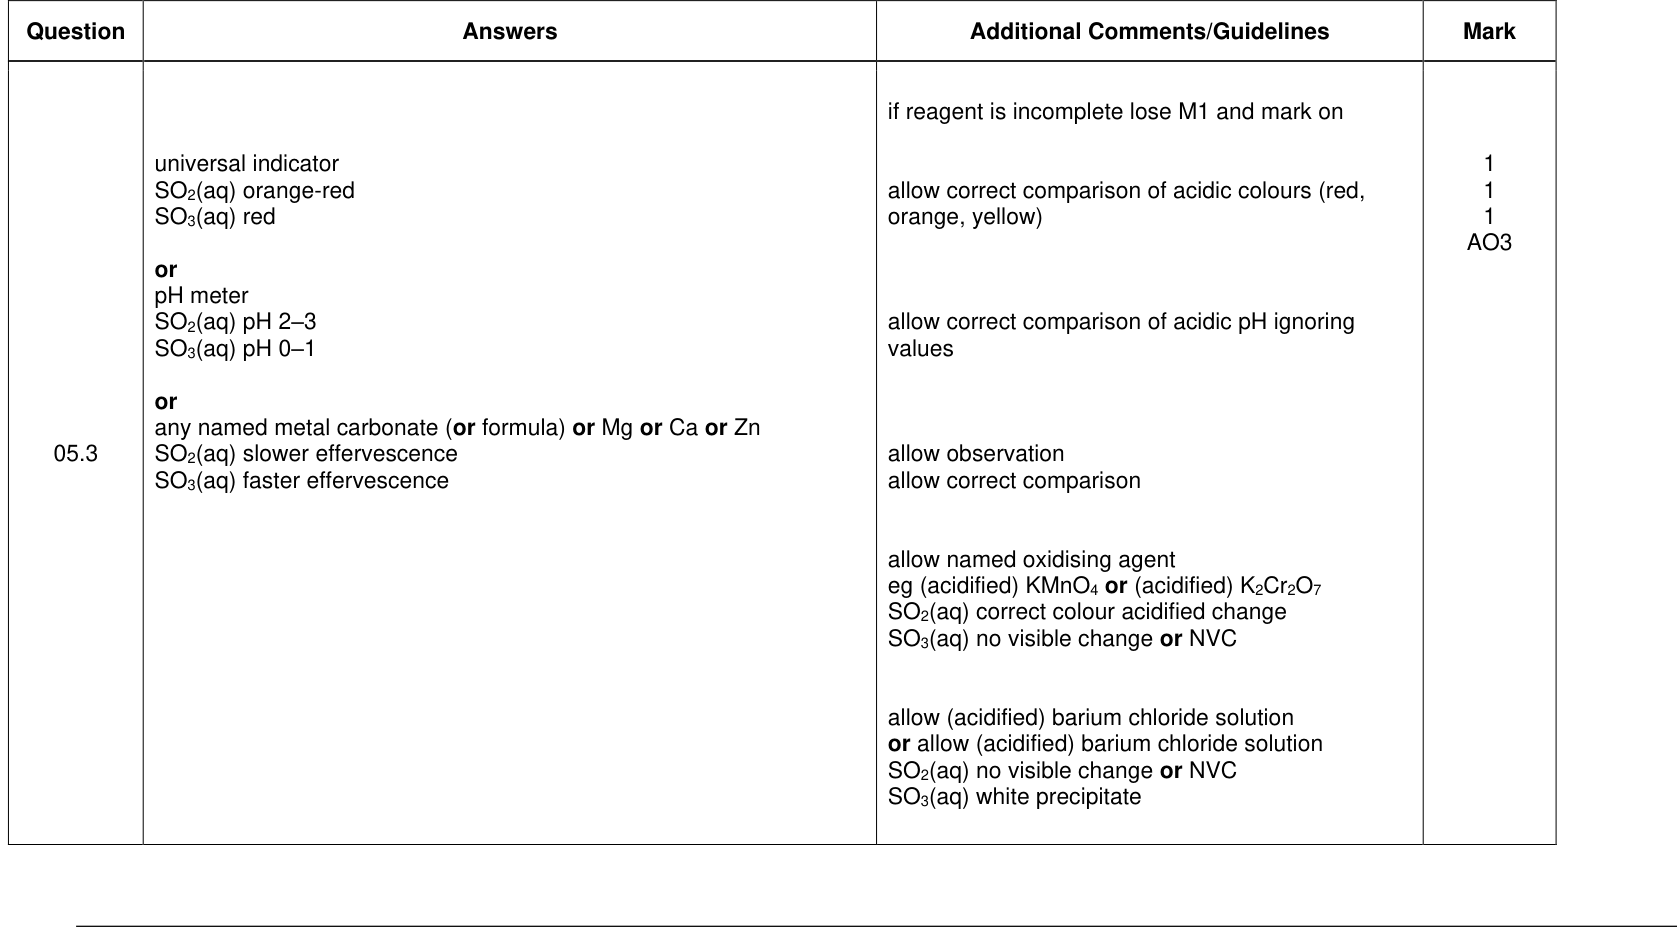 Question Answers Additional Comments/Guidelines Mark
if reagent is incomplete lose M1 and mark on
universal indicator 1
SO₂(aq) orange-red allow correct comparison of acidic colours (red, 1
SO₃(aq) red orange, yellow) 1
AO3
or
pH meter
SO₂(aq) pH 2–3 allow correct comparison of acidic pH ignoring
SO₃(aq) pH 0–1 values
or
any named metal carbonate (or formula) or Mg or Ca or Zn
05.3 SO₂(aq) slower effervescence allow observation
SO₃(aq) faster effervescence allow correct comparison
allow named oxidising agent
eg (acidified) KMnO₄ or (acidified) K₂Cr₂O₇
SO₂(aq) correct colour acidified change
SO₃(aq) no visible change or NVC
allow (acidified) barium chloride solution
or allow (acidified) barium chloride solution
SO₂(aq) no visible change or NVC
SO₃(aq) white precipitate